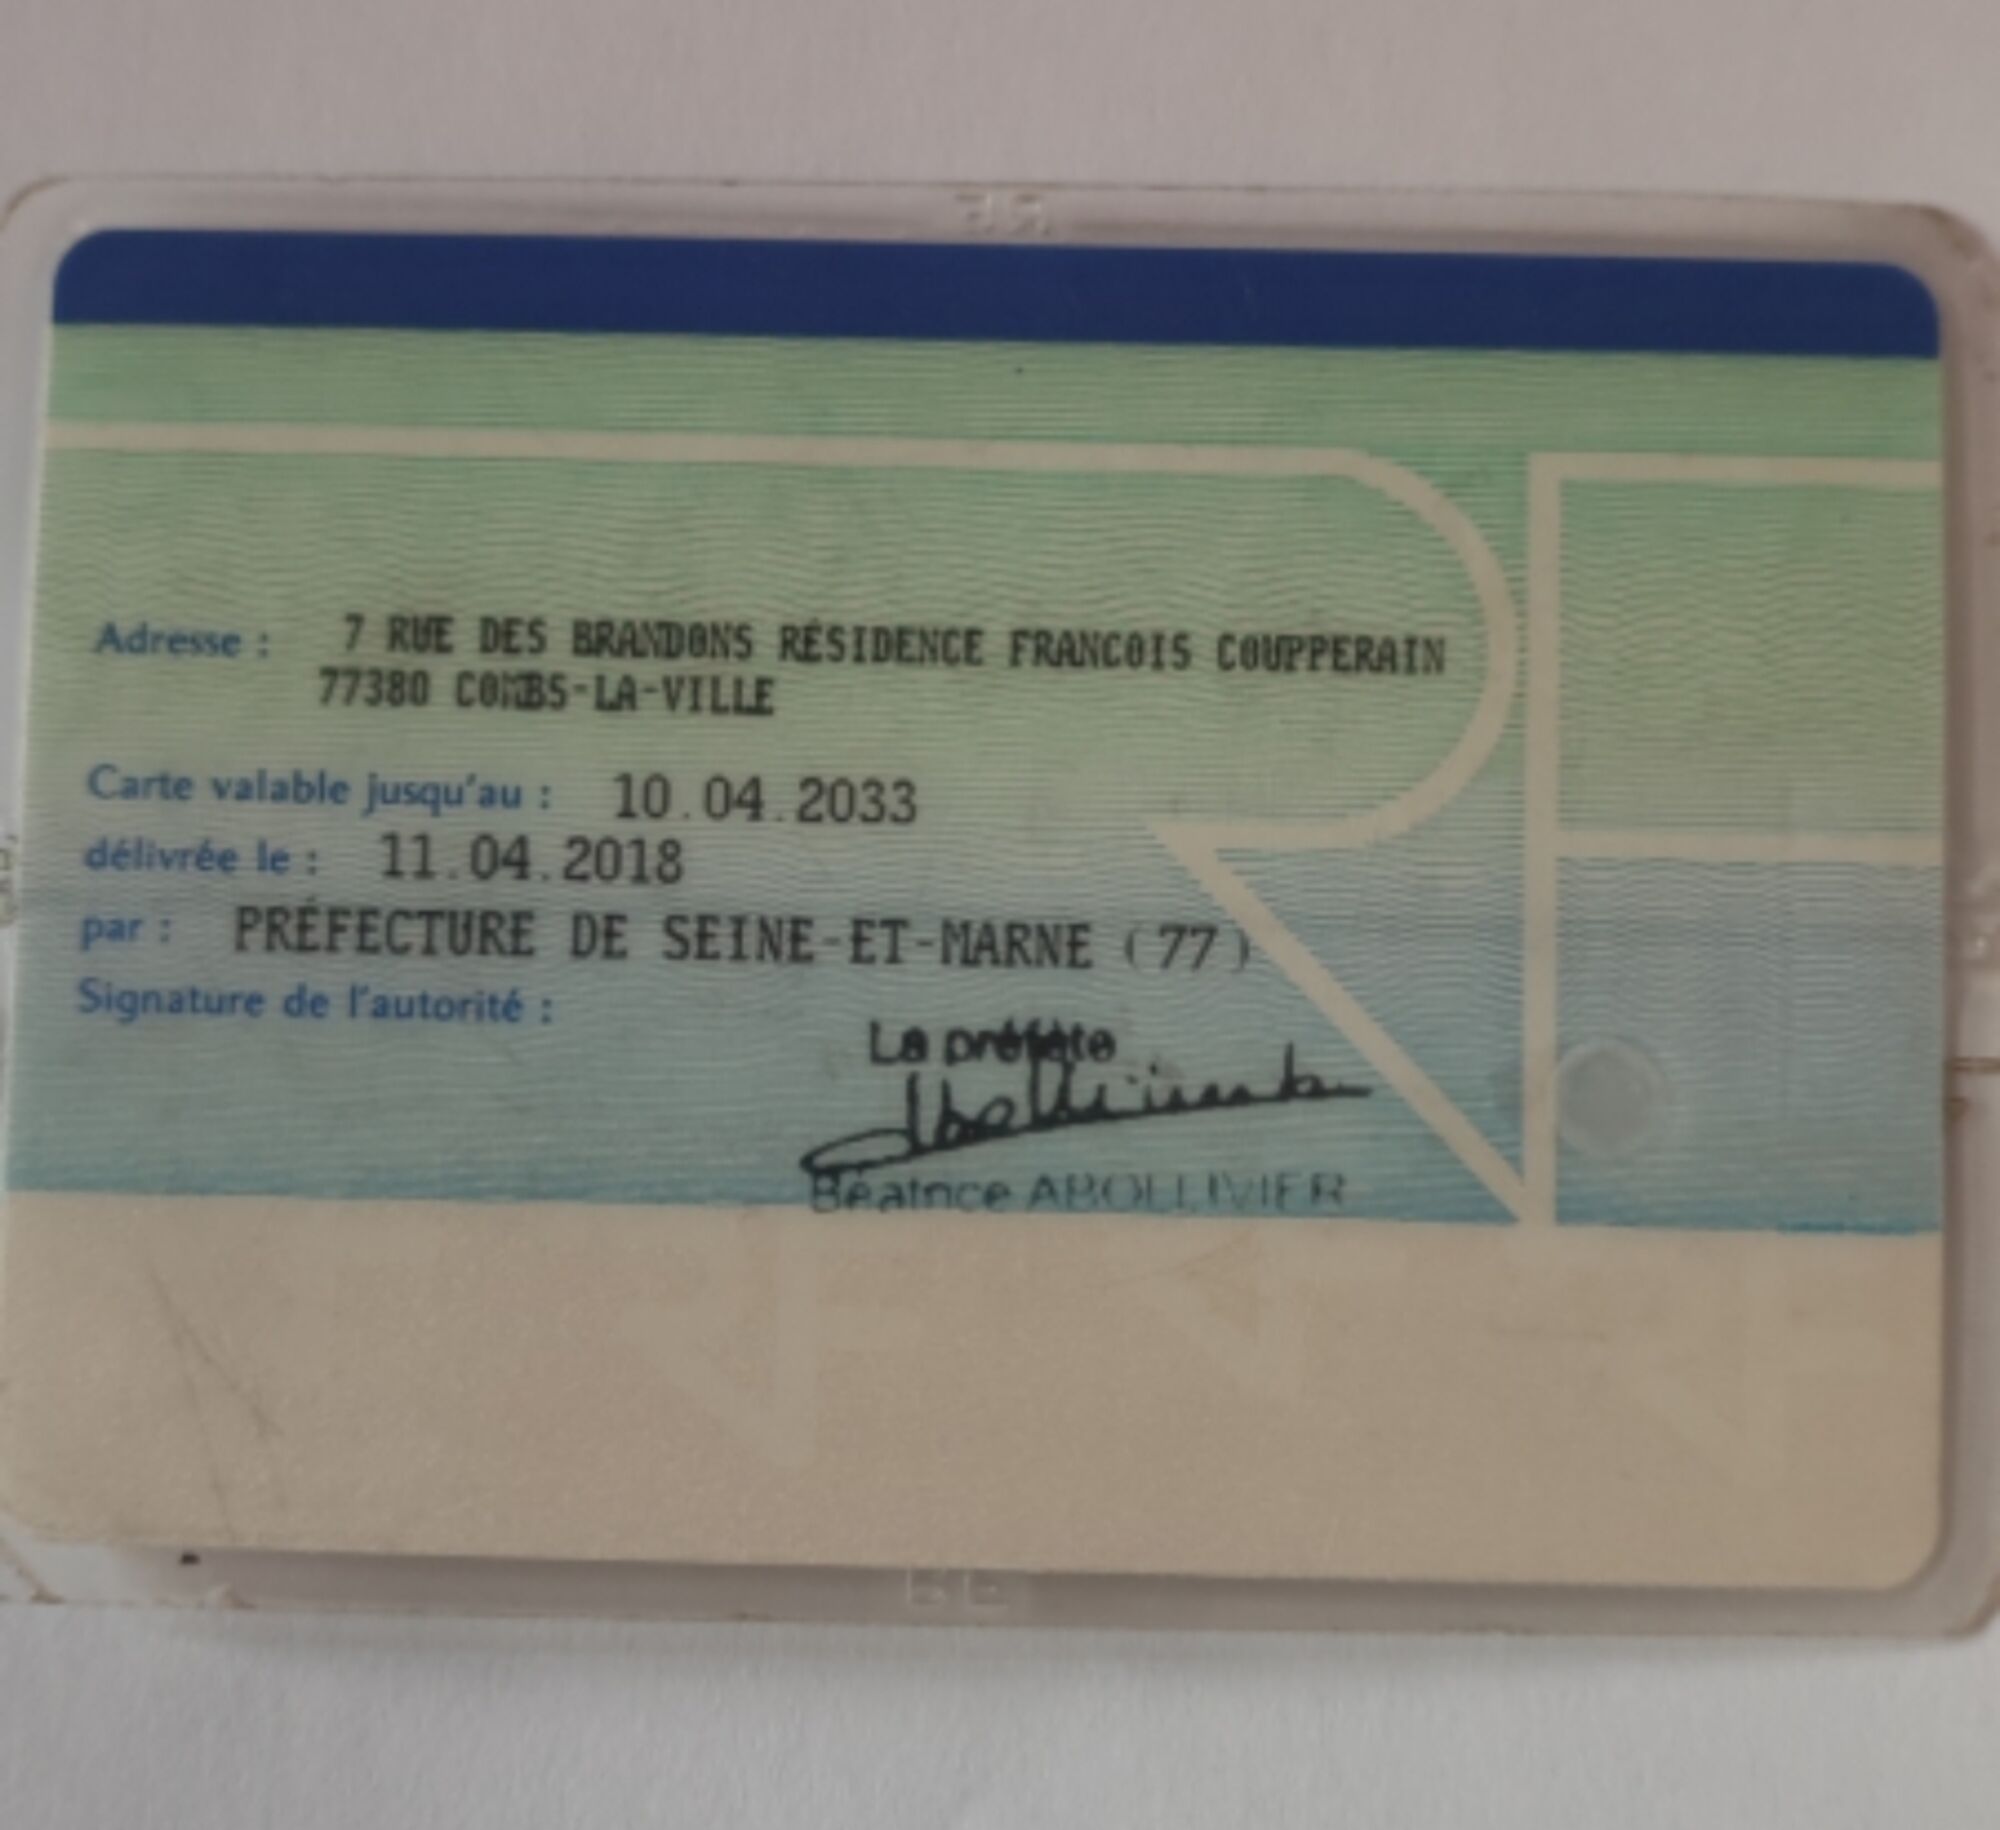 Adresse : 7 RUE DES BRANDONS RÉSIDENCE FRANCOIS COUPPERAIN
77380 COMBS-LA-VILLE
Carte valable jusqu'au : 10.04.2033
délivrée le : 11.04.2018
par : PRÉFECTURE DE SEINE-ET-MARNE (77)
Signature de l'autorité :
La préfète
Béatrice ABOLLIVIER
RF